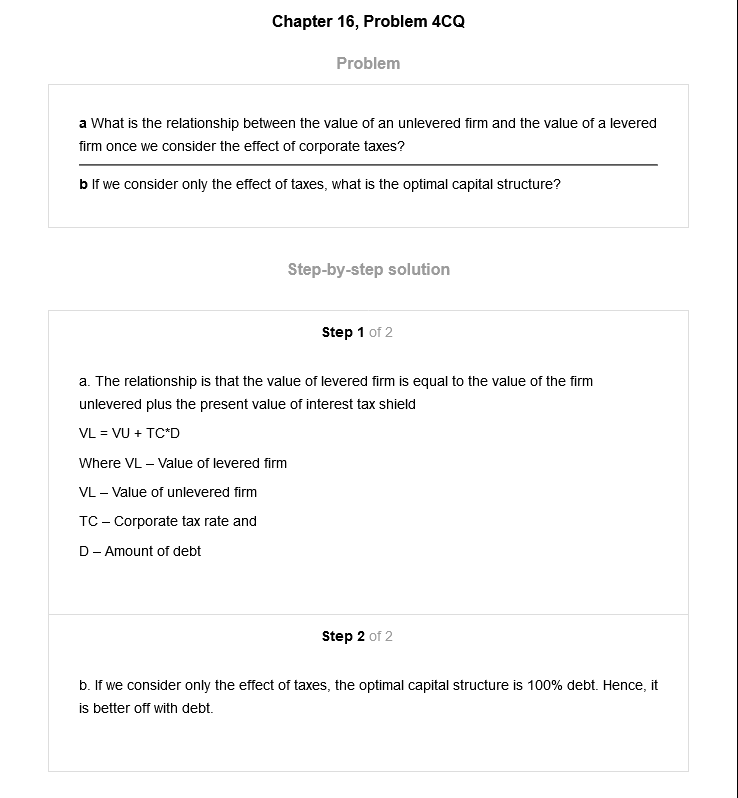 Chapter 16, Problem 4CQ
Problem
a What is the relationship between the value of an unlevered firm and the value of a levered
firm once we consider the effect of corporate taxes?
b If we consider only the effect of taxes, what is the optimal capital structure?
Step-by-step solution
Step 1 of 2
a. The relationship is that the value of levered firm is equal to the value of the firm
unlevered plus the present value of interest tax shield
VL = VU + TC*D
Where VL – Value of levered firm
VL – Value of unlevered firm
TC – Corporate tax rate and
D – Amount of debt
Step 2 of 2
b. If we consider only the effect of taxes, the optimal capital structure is 100% debt. Hence, it
is better off with debt.